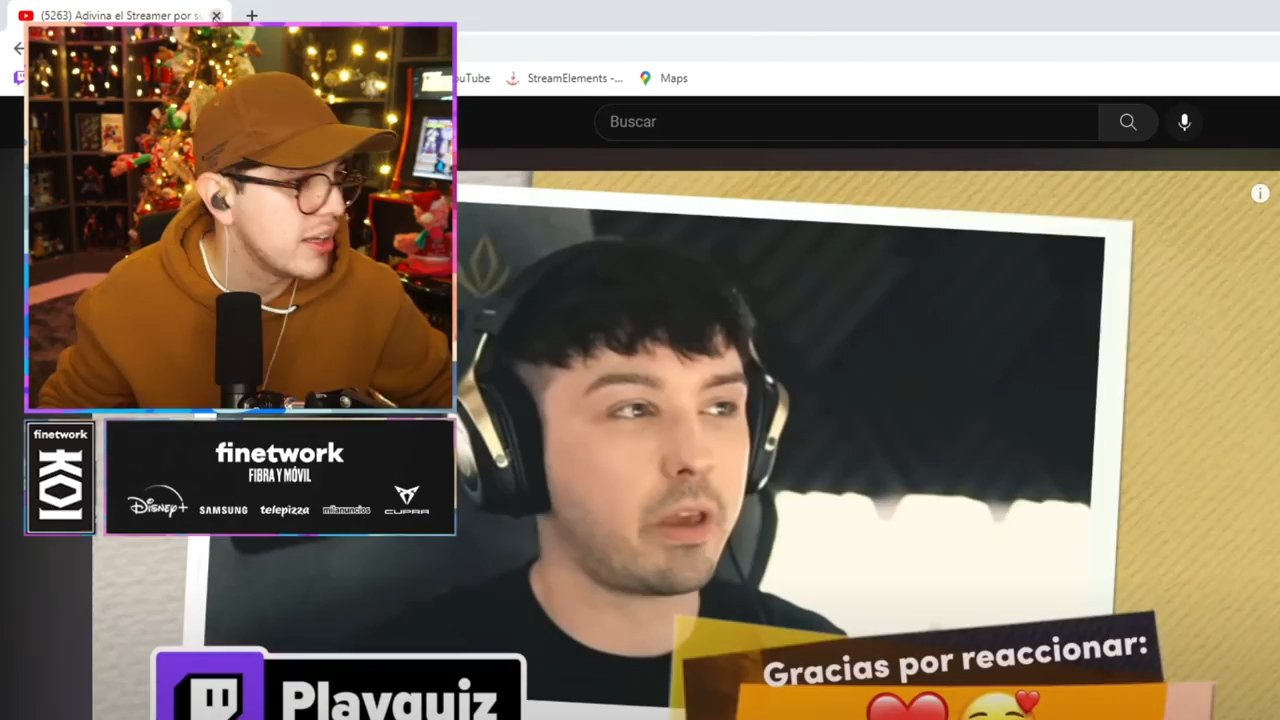 (5263) Adivina el Streamer por su
YouTube
StreamElements -...
Maps
Buscar
finetwork
KOI
finetwork
FIBRA Y MÓVIL
Disney+
SAMSUNG
telepizza
milanuncios
CUPRA
Playquiz
Gracias por reaccionar: